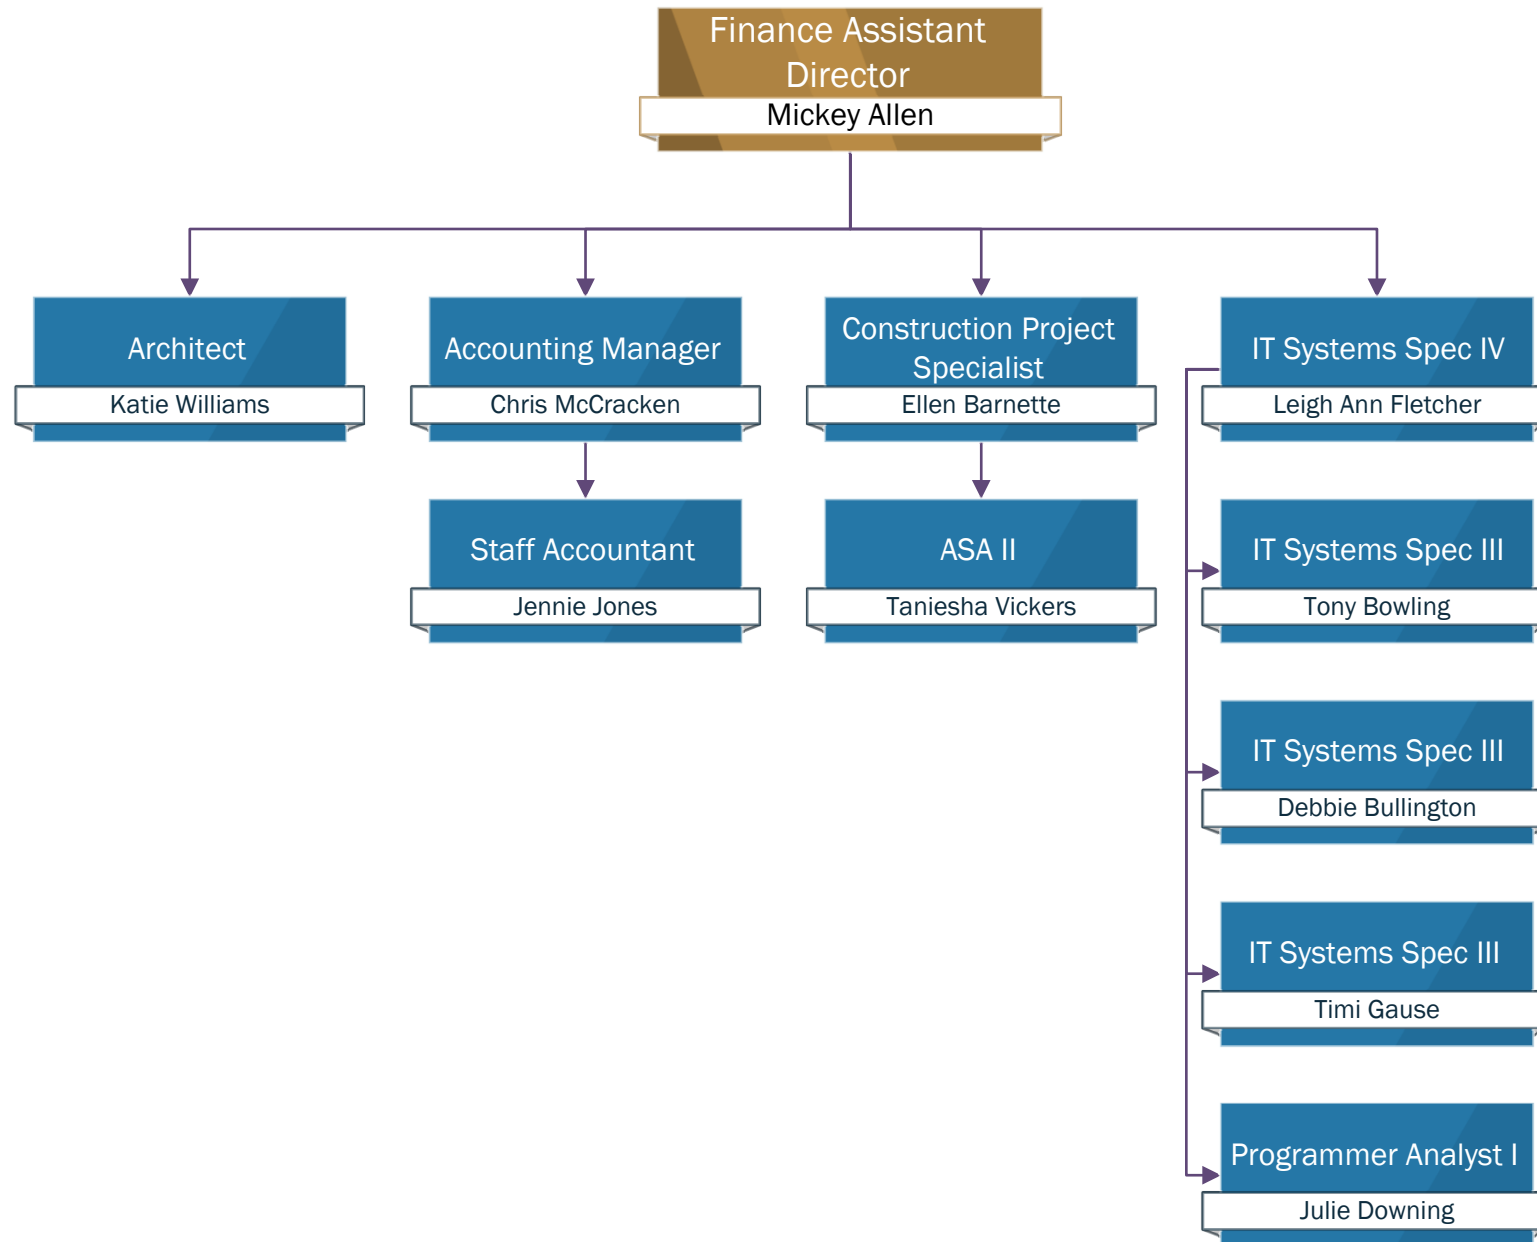 Finance Assistant
Director
Mickey Allen
Architect
Katie Williams
Accounting Manager
Chris McCracken
Construction Project
Specialist
Ellen Barnette
IT Systems Spec IV
Leigh Ann Fletcher
Staff Accountant
Jennie Jones
ASA II
Taniesha Vickers
IT Systems Spec III
Tony Bowling
IT Systems Spec III
Debbie Bullington
IT Systems Spec III
Timi Gause
Programmer Analyst I
Julie Downing